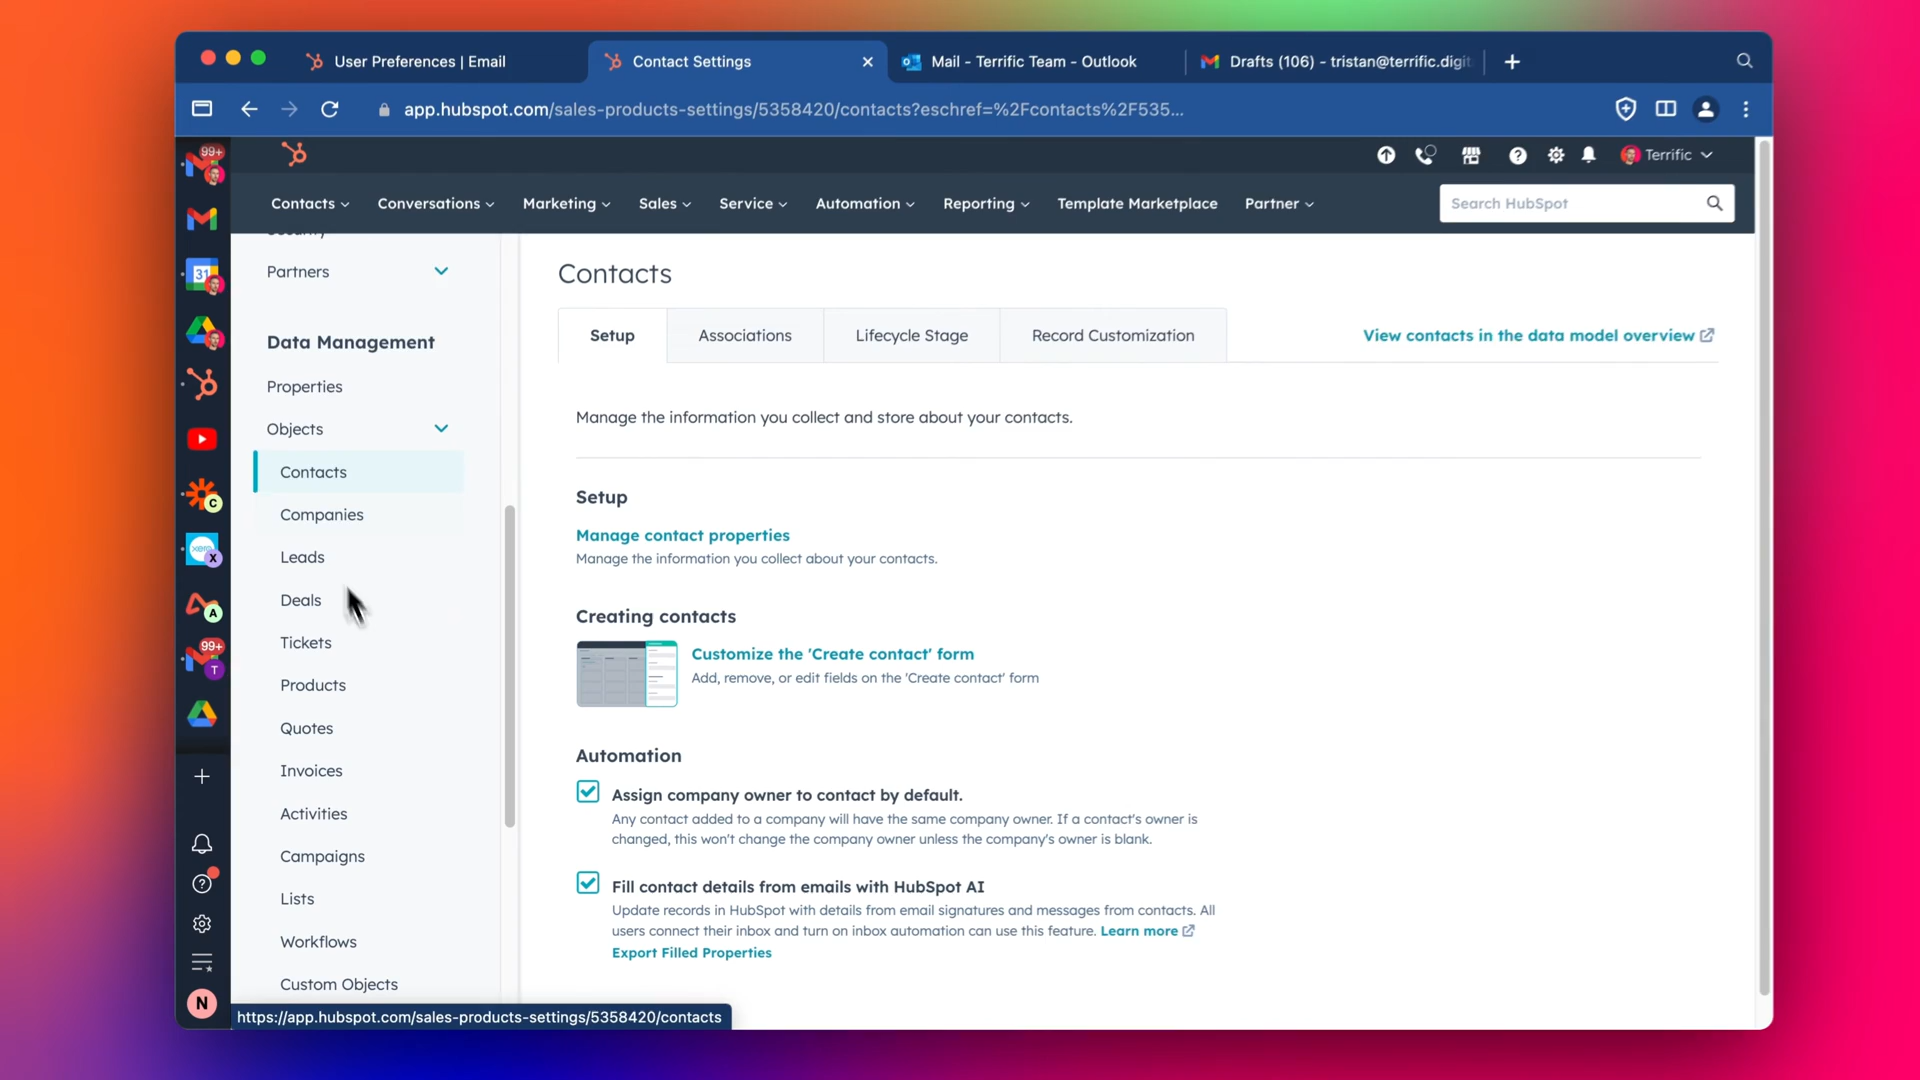 User Preferences | Email
Contact Settings
Mail - Terrific Team - Outlook
Drafts (106) - tristan@terrific.digit
app.hubspot.com/sales-products-settings/5358420/contacts?eschref=%2Fcontacts%2F535...
99+
31
C
xero
X
A
99+
T
N
Terrific
Contacts
Conversations
Marketing
Sales
Service
Automation
Reporting
Template Marketplace
Partner
Search HubSpot
Security
Partners
Data Management
Properties
Objects
Contacts
Companies
Leads
Deals
Tickets
Products
Quotes
Invoices
Activities
Campaigns
Lists
Workflows
Custom Objects
Contacts
Setup
Associations
Lifecycle Stage
Record Customization
View contacts in the data model overview
Manage the information you collect and store about your contacts.
Setup
Manage contact properties
Manage the information you collect about your contacts.
Creating contacts
Customize the 'Create contact' form
Add, remove, or edit fields on the 'Create contact' form
Automation
Assign company owner to contact by default.
Any contact added to a company will have the same company owner. If a contact's owner is
changed, this won't change the company owner unless the company's owner is blank.
Fill contact details from emails with HubSpot AI
Update records in HubSpot with details from email signatures and messages from contacts. All
users connect their inbox and turn on inbox automation can use this feature. Learn more
Export Filled Properties
https://app.hubspot.com/sales-products-settings/5358420/contacts